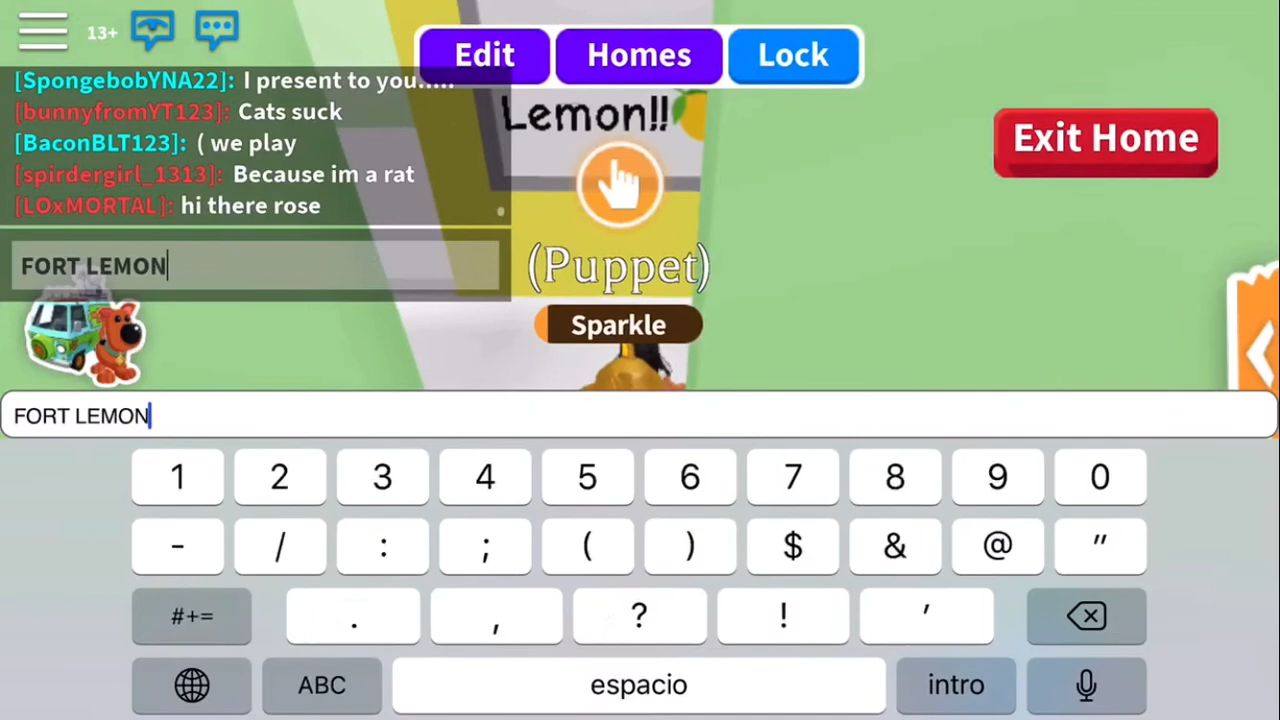 13+
Edit
Homes
Lock
[SpongebobYNA22]: I present to you.....
[bunnyfromYT123]: Cats suck
[BaconBLT123]: ( we play
[spirdergirl_1313]: Because im a rat
[LOxMORTAL]: hi there rose
FORT LEMON
Lemon!!
Exit Home
(Puppet)
Sparkle
FORT LEMON
1 2 3 4 5 6 7 8 9 0
- / : ; ( ) $ & @ "
#+= . , ? ! '
ABC espacio intro